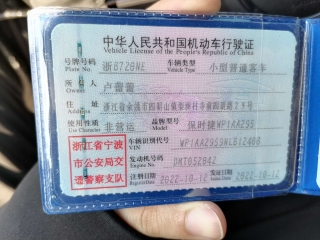 中华人民共和国机动车行驶证
Vehicle License of the People's Republic of China
号牌号码 浙B728NE 车辆类型 小型普通客车
Plate No. Vehicle Type
所有人 卢蕾蕾
Owner
住址 浙江省余姚市四明山镇
Address
使用性质 非营运 品牌型号 保时捷WP1AA295
Use Character Model
浙江省宁波
市公安局交
通警察支队
车辆识别代号
VIN
发动机号码 DKT052842
Engine No.
注册日期 2022-10-12 发证日期 2022-10-12
Register Date Issue Date